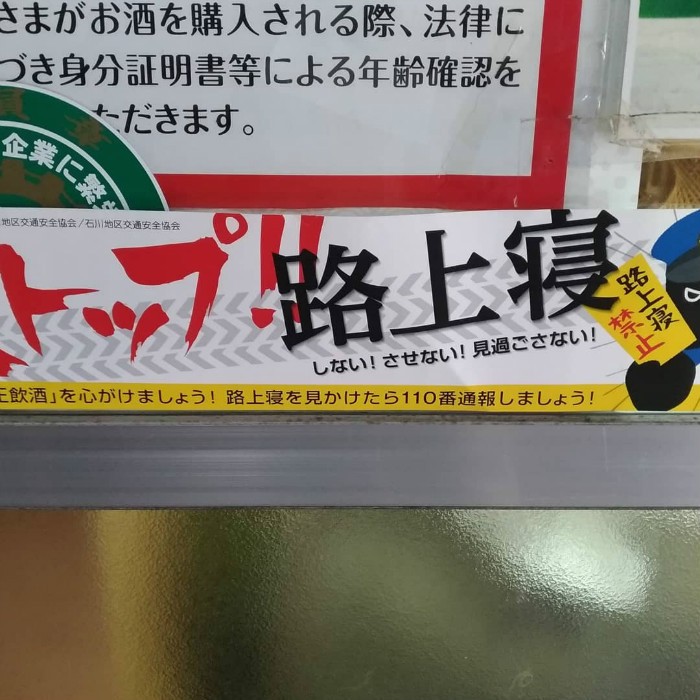 さまがお酒を購入される際、法律に
づき身分証明書等による年齢確認を
ただきます。
企業に繁
地区交通安全協会/石川地区交通安全協会
トップ!! 路上寝
しない! させない! 見過ごさない!
路上寝
禁止
正飲酒」を心がけましょう! 路上寝を見かけたら110番通報しましょう!